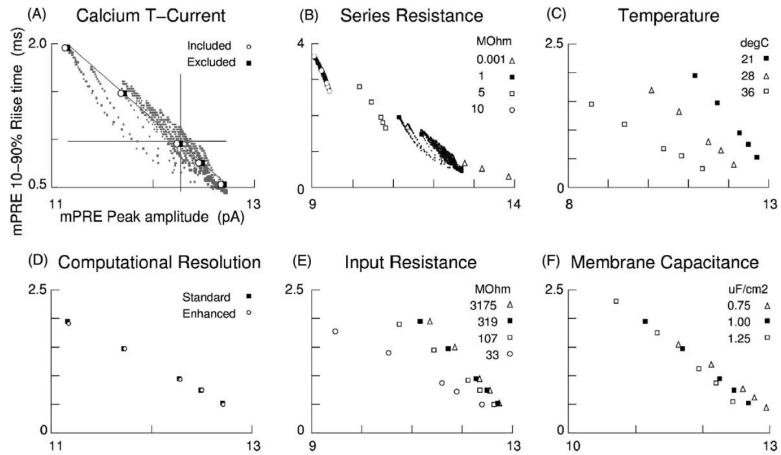 (A) Calcium T-Current
mPRE 10-90% Riise time (ms)
2.0
0.5
11
13
mPRE Peak amplitude (pA)
Included
Excluded
(B) Series Resistance
MOhm
0.001
1
5
10
4
2
0
9
14
(C) Temperature
degC
21
28
36
2.5
0
8
13
(D) Computational Resolution
Standard
Enhanced
2.5
0
11
13
(E) Input Resistance
MOhm
3175
319
107
33
2.5
0
9
13
(F) Membrane Capacitance
uF/cm2
0.75
1.00
1.25
2.5
0
10
13